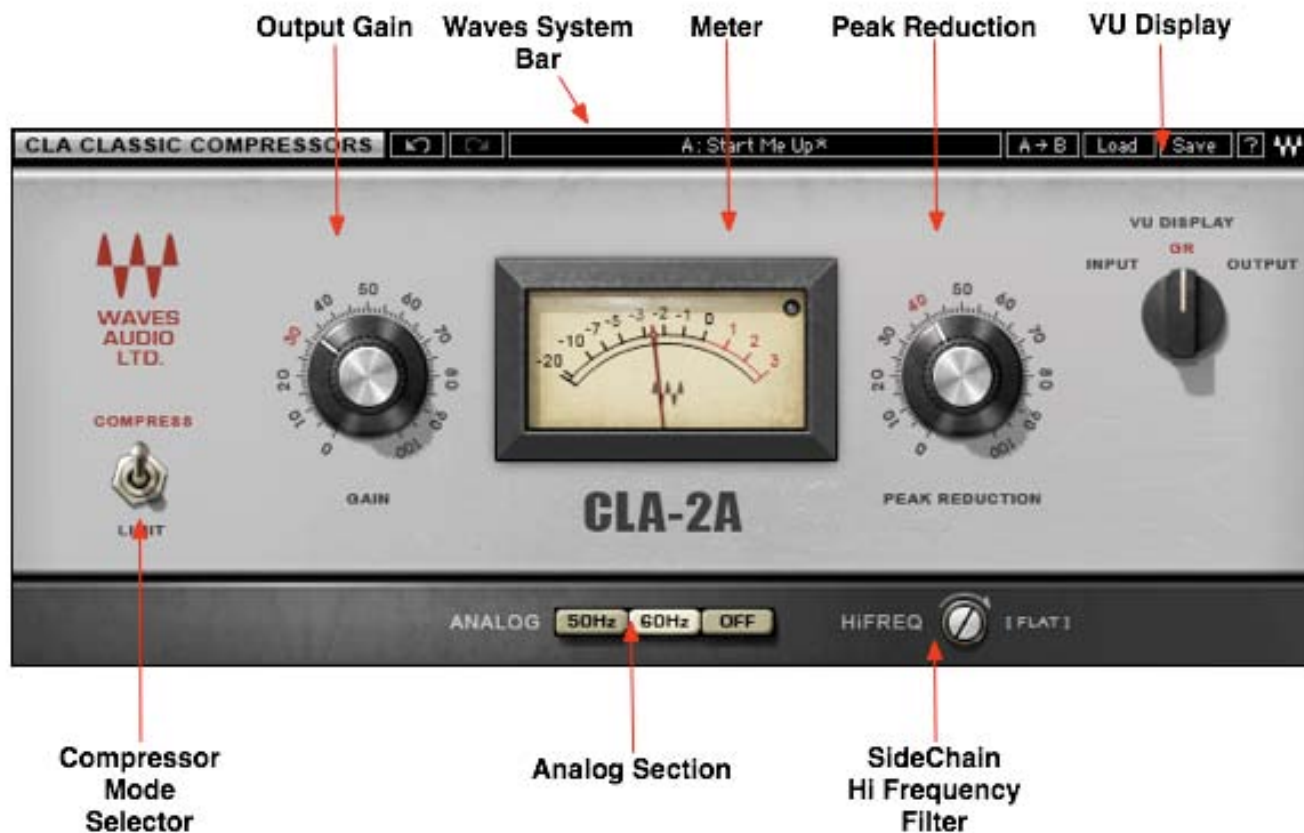 Output Gain
Waves System
Bar
Meter
Peak Reduction
VU Display
CLA CLASSIC COMPRESSORS
A: Start Me Up*
A→B
Load
Save
?
WAVES
AUDIO
LTD.
COMPRESS
LIMIT
0 10 20 30 40 50 60 70 80 90 100
GAIN
-20 -10 -7 -5 -3 -2 -1 0 1 2 3
CLA-2A
0 10 20 30 40 50 60 70 80 90 100
PEAK REDUCTION
VU DISPLAY
INPUT GR OUTPUT
ANALOG 50Hz 60Hz OFF
HiFREQ [FLAT]
Compressor
Mode
Selector
Analog Section
SideChain
Hi Frequency
Filter